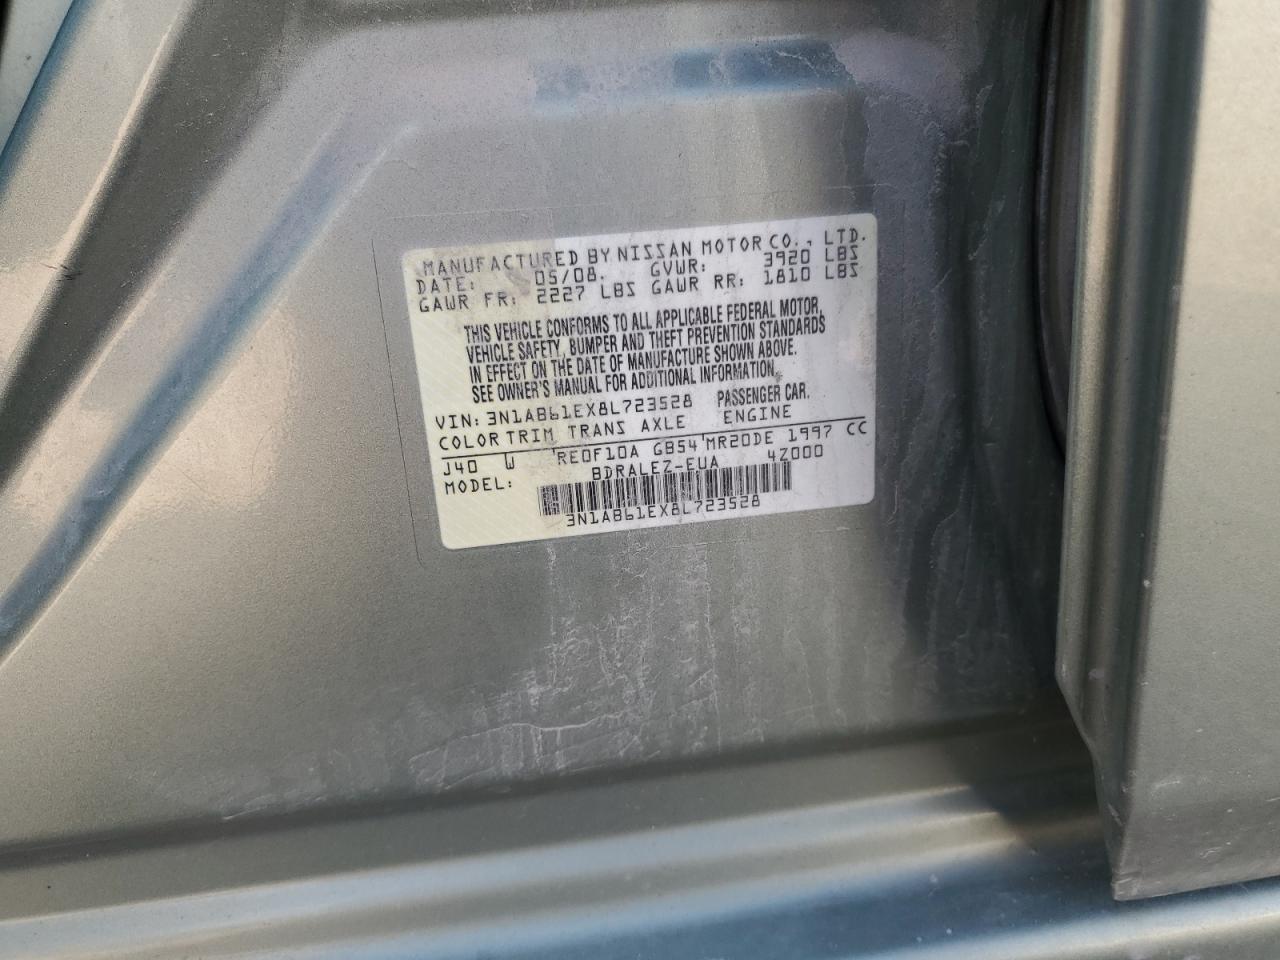 MANUFACTURED BY NISSAN MOTOR CO., LTD.
DATE: 05/08. GVWR: 3920 LBS
GAWR FR: 2227 LBS GAWR RR: 1810 LBS
THIS VEHICLE CONFORMS TO ALL APPLICABLE FEDERAL MOTOR,
VEHICLE SAFETY, BUMPER AND THEFT PREVENTION STANDARDS
IN EFFECT ON THE DATE OF MANUFACTURE SHOWN ABOVE.
SEE OWNER'S MANUAL FOR ADDITIONAL INFORMATION.
VIN: 3N1AB61EX8L723528 PASSENGER CAR.
COLOR TRIM TRANS AXLE ENGINE
J40 W RE0F10A GB54 MR20DE 1997 CC
MODEL: BDRALEZ-EUA 4Z000
3N1AB61EX8L723528